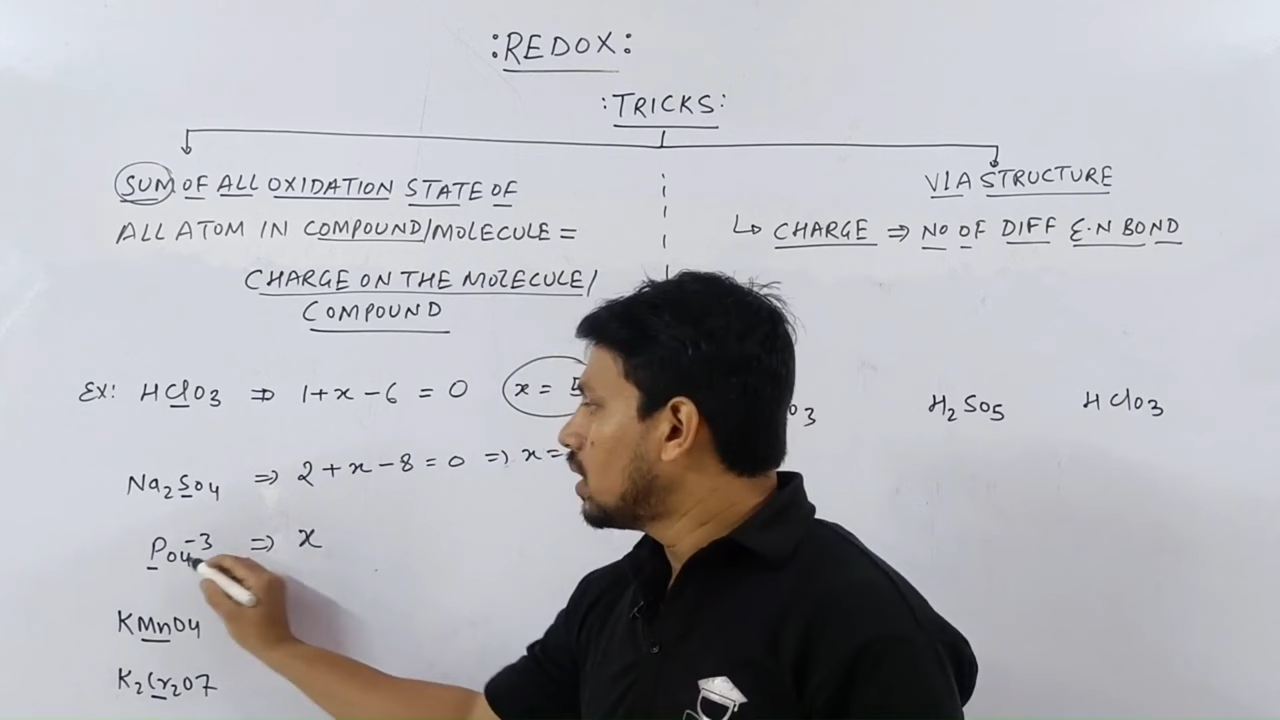 :REDOX:
:TRICKS:
SUM OF ALL OXIDATION STATE OF
ALL ATOM IN COMPOUND/MOLECULE =
CHARGE ON THE MOLECULE/
COMPOUND
VIA STRUCTURE
↳ CHARGE ⇒ NO OF DIFF E.N BOND
EX: HClO3 ⇒ 1+x-6 = 0 x = 5
Na2SO4 ⇒ 2+x-8 = 0 ⇒ x =
PO4-3 ⇒ x
KMnO4
K2Cr2O7
O3 H2SO5 HClO3